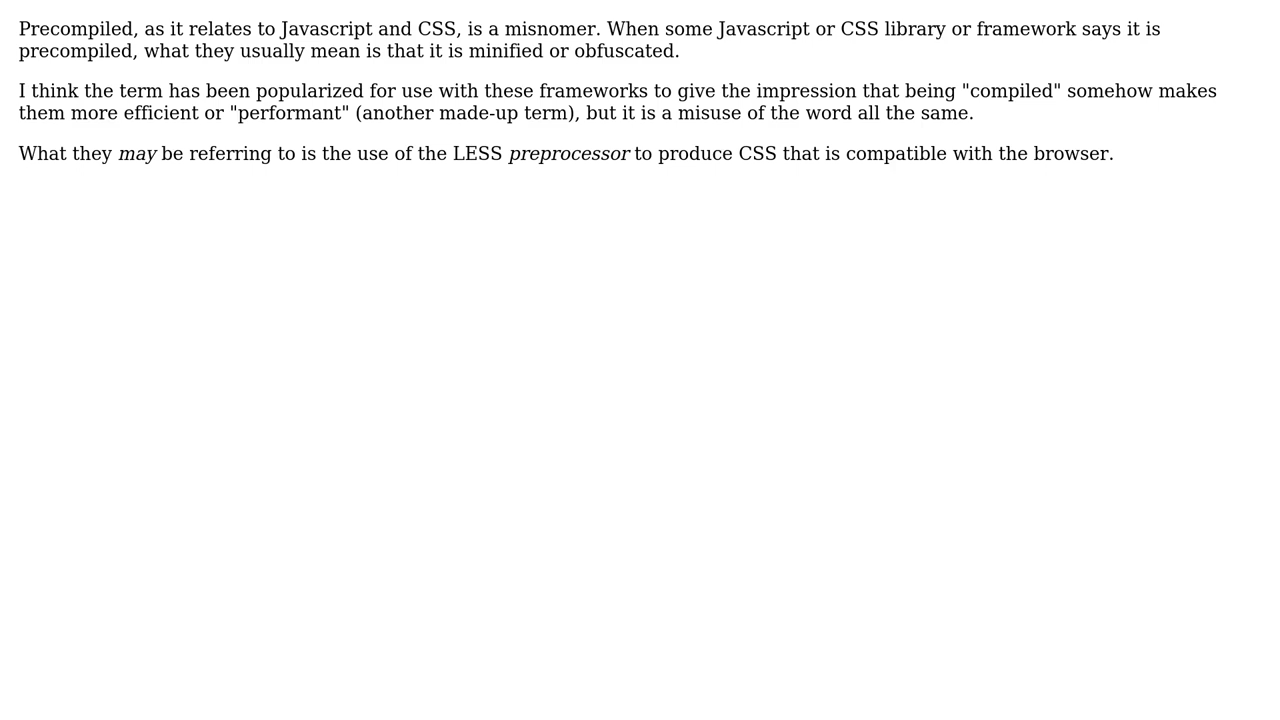 Precompiled, as it relates to Javascript and CSS, is a misnomer. When some Javascript or CSS library or framework says it is
precompiled, what they usually mean is that it is minified or obfuscated.
I think the term has been popularized for use with these frameworks to give the impression that being "compiled" somehow makes
them more efficient or "performant" (another made-up term), but it is a misuse of the word all the same.
What they may be referring to is the use of the LESS preprocessor to produce CSS that is compatible with the browser.